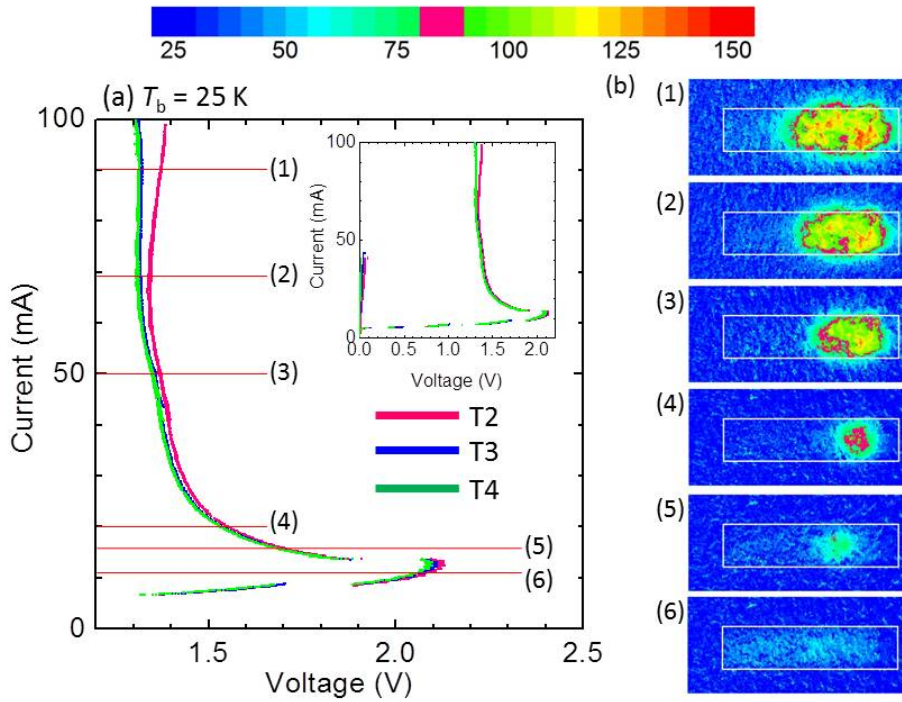 25 50 75 100 125 150
(a) Tb = 25 K
(b)
Current (mA)
100
50
0
1.5 2.0 2.5
Voltage (V)
(1)
(2)
(3)
(4)
(5)
(6)
Current (mA)
100
50
0
0.0 0.5 1.0 1.5 2.0
Voltage (V)
T2
T3
T4
(1)
(2)
(3)
(4)
(5)
(6)